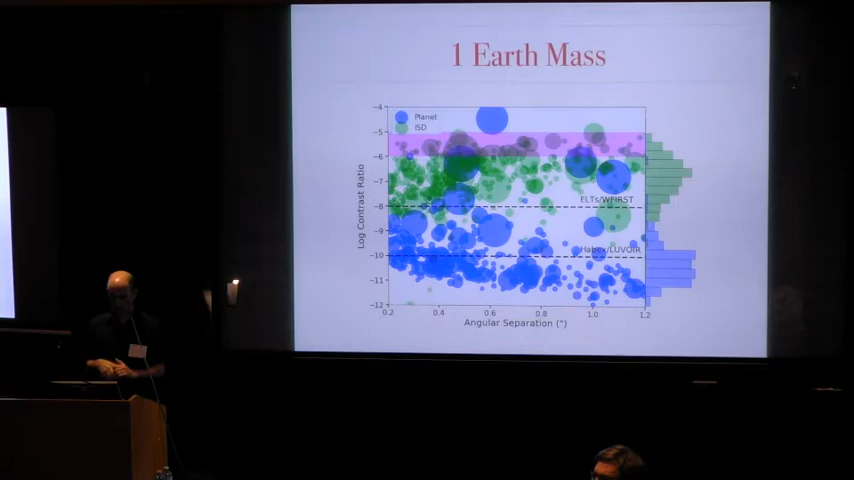 1 Earth Mass
Planet
ISD
−4
−5
−6
−7
−8
−9
−10
−11
−12
Log Contrast Ratio
ELTs/WFIRST
Habex/LUVOIR
0.2 0.4 0.6 0.8 1.0 1.2
Angular Separation (")